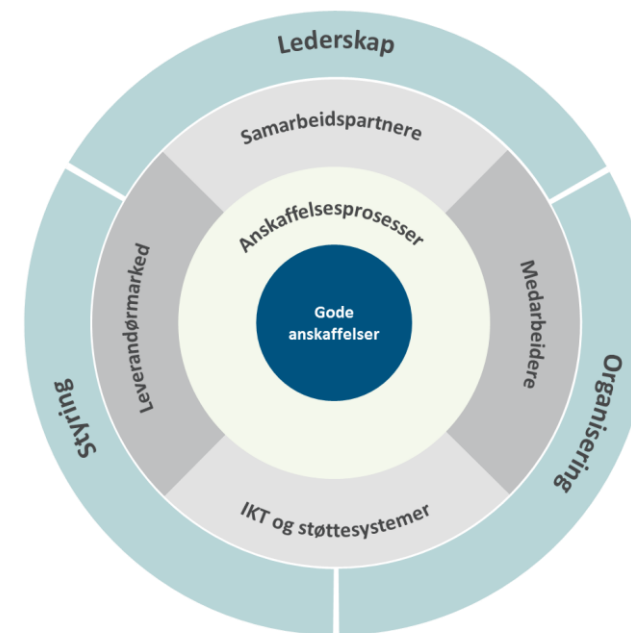 Lederskap
Samarbeidspartnere
Anskaffelsesprosesser
Gode
anskaffelser
Leverandørmarked
Medarbeidere
Styring
Organisering
IKT og støttesystemer